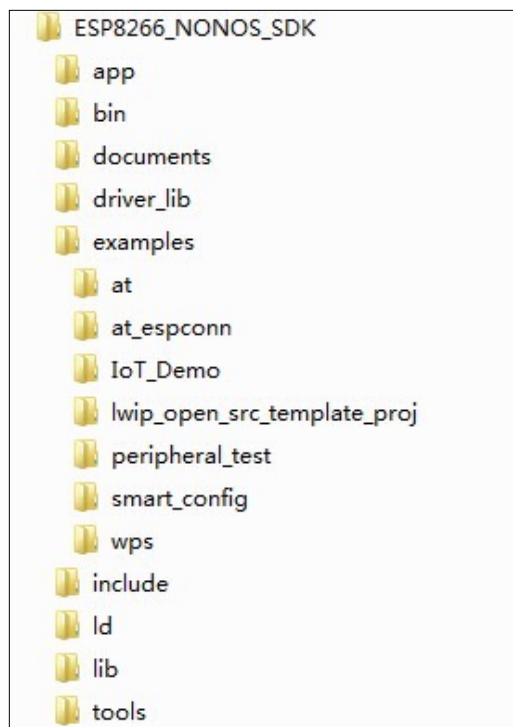 ESP8266_NONOS_SDK
app
bin
documents
driver_lib
examples
at
at_espconn
IoT_Demo
lwip_open_src_template_proj
peripheral_test
smart_config
wps
include
ld
lib
tools